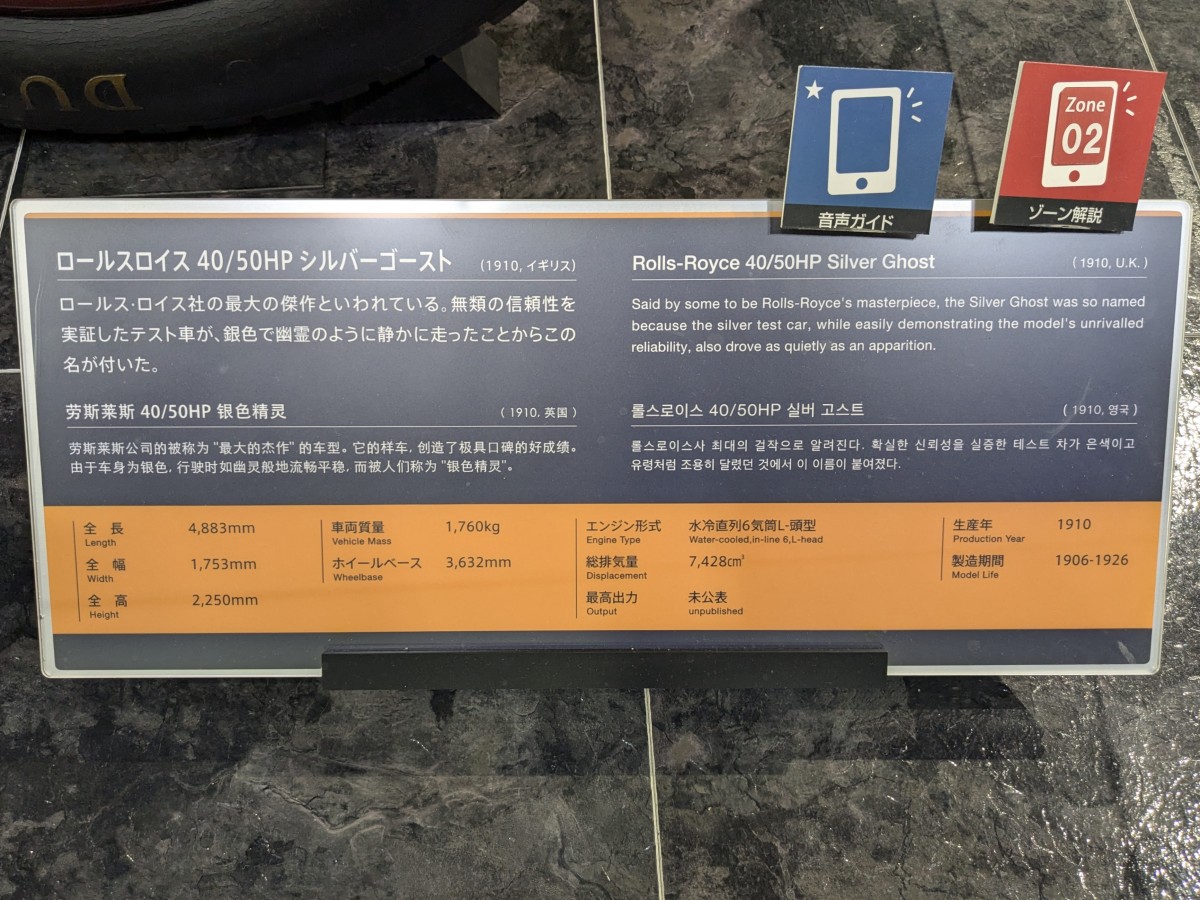 DU
Zone
02
音声ガイド
ゾーン解説
ロールスロイス 40/50HP シルバーゴースト (1910, イギリス)
ロールス·ロイス社の最大の傑作といわれている。無類の信頼性を
実証したテスト車が、銀色で幽霊のように静かに走ったことからこの
名が付いた。
Rolls-Royce 40/50HP Silver Ghost (1910, U.K.)
Said by some to be Rolls-Royce's masterpiece, the Silver Ghost was so named
because the silver test car, while easily demonstrating the model's unrivalled
reliability, also drove as quietly as an apparition.
劳斯莱斯 40/50HP 银色精灵 (1910, 英国)
劳斯莱斯公司的被称为 "最大的杰作" 的车型。它的样车, 创造了极具口碑的好成绩。
由于车身为银色, 行驶时如幽灵般地流畅平稳, 而被人们称为 "银色精灵"。
롤스로이스 40/50HP 실버 고스트 (1910, 영국)
롤스로이스사 최대의 걸작으로 알려진다. 확실한 신뢰성을 실증한 테스트 차가 은색이고
유령처럼 조용히 달렸던 것에서 이 이름이 붙여졌다.
全 長 4,883mm
Length
全 幅 1,753mm
Width
全 高 2,250mm
Height
車両質量 1,760kg
Vehicle Mass
ホイールベース 3,632mm
Wheelbase
エンジン形式 水冷直列6気筒L-頭型
Engine Type Water-cooled,in-line 6,L-head
総排気量 7,428cm³
Displacement
最高出力 未公表
Output unpublished
生産年 1910
Production Year
製造期間 1906-1926
Model Life